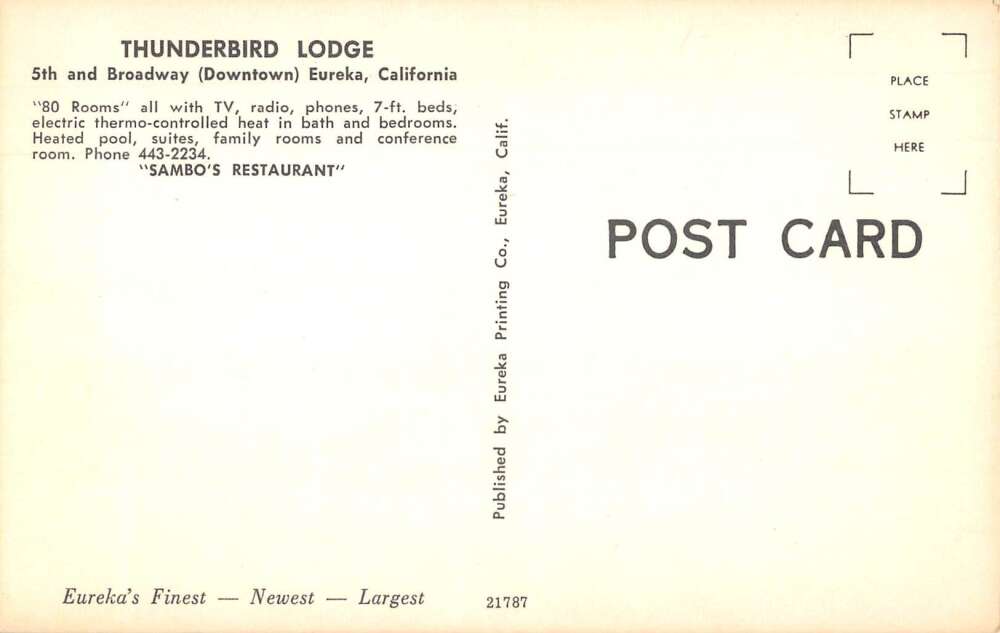 THUNDERBIRD LODGE
5th and Broadway (Downtown) Eureka, California
"80 Rooms" all with TV, radio, phones, 7-ft. beds,
electric thermo-controlled heat in bath and bedrooms.
Heated pool, suites, family rooms and conference
room. Phone 443-2234.
"SAMBO'S RESTAURANT"
Eureka's Finest — Newest — Largest
Published by Eureka Printing Co., Eureka, Calif.
21787
PLACE
STAMP
HERE
POST CARD